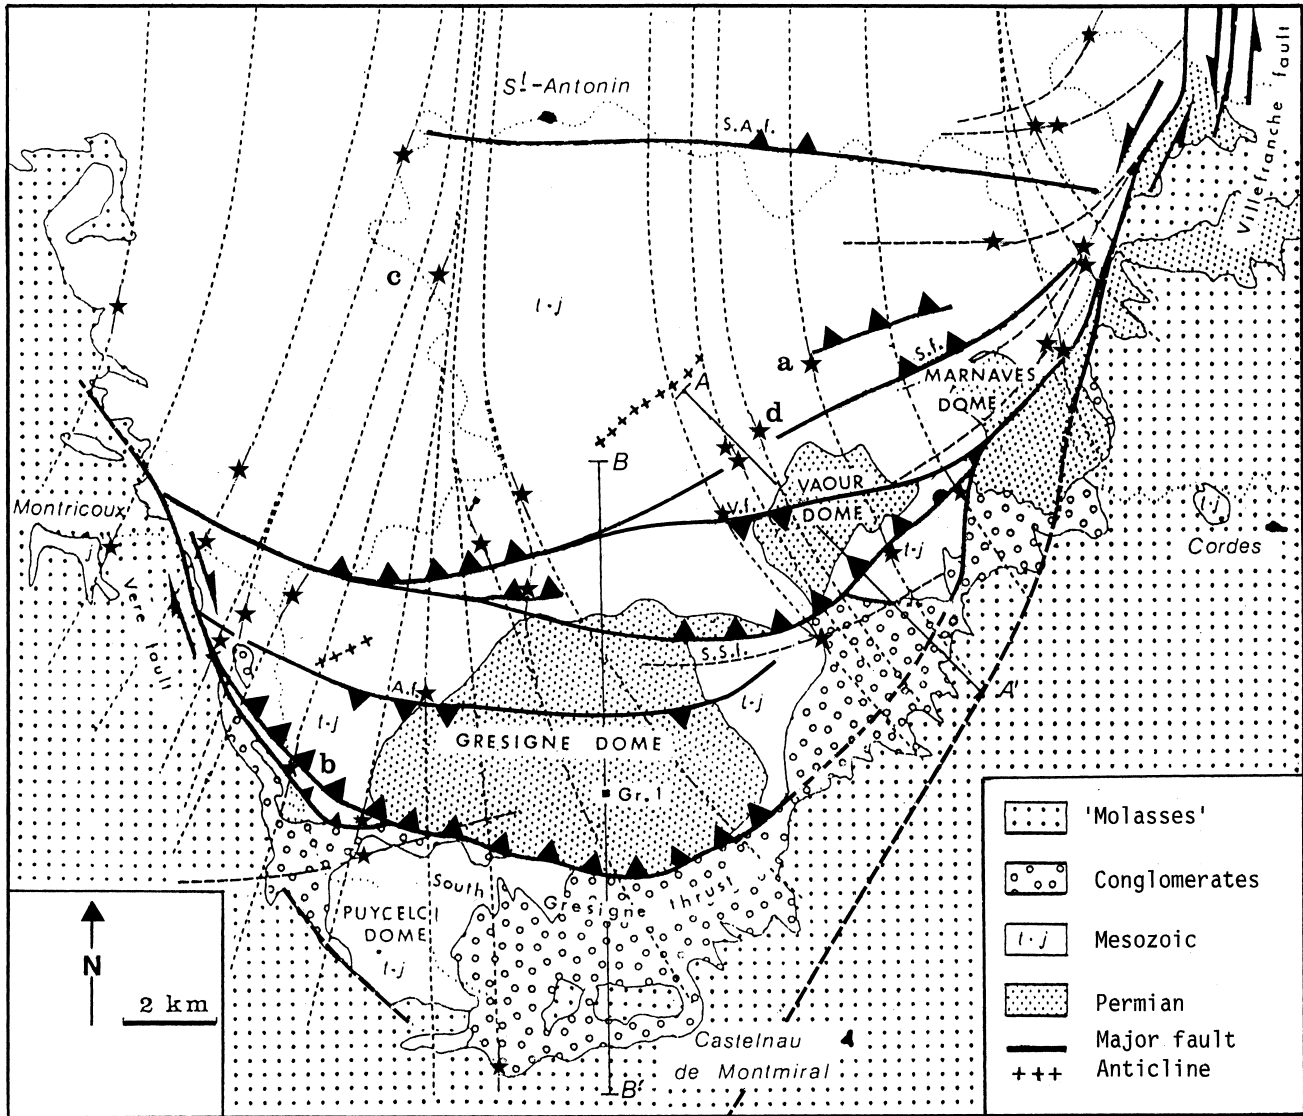 St-Antonin
S.A.f.
Villefranche fault
c
t.j
a
S.f.
MARNAVES
DOME
A
d
B
VAOUR
DOME
V.f.
Montricoux
t.j
Cordes
t.j
Vère fault
S.S.f.
A.f.
t.j
A'
t.j
GRESIGNE DOME
b
Gr.1
South Gresigne thrust
PUYCELCI
DOME
t.j
N
2 km
Castelnau
de Montmiral
B'
'Molasses'
Conglomerates
t.j Mesozoic
Permian
Major fault
+++ Anticline